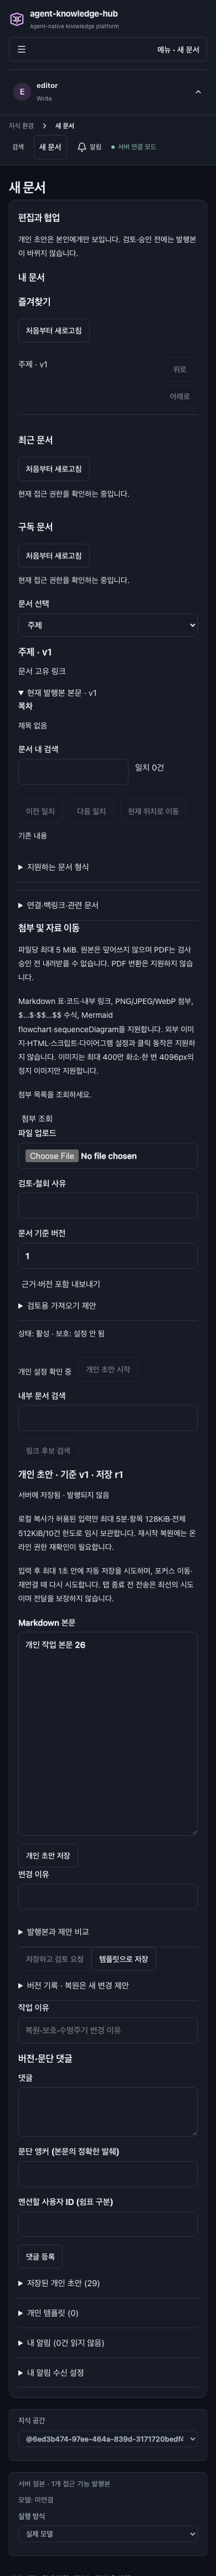 agent-knowledge-hub
Agent-native knowledge platform
☰ 메뉴 · 새 문서
E editor
Write
지식 환경 > 새 문서
검색 새 문서 알림 서버 연결 모드
새 문서
편집과 협업
개인 초안은 본인에게만 보입니다. 검토·승인 전에는 발행본
이 바뀌지 않습니다.
내 문서
즐겨찾기
처음부터 새로고침
주제 · v1 위로
아래로
최근 문서
처음부터 새로고침
현재 접근 권한을 확인하는 중입니다.
구독 문서
처음부터 새로고침
현재 접근 권한을 확인하는 중입니다.
문서 선택
주제
주제 · v1
문서 고유 링크
▼ 현재 발행본 본문 · v1
목차
제목 없음
문서 내 검색
일치 0건
이전 일치 다음 일치 현재 위치로 이동
기존 내용
▶ 지원하는 문서 형식
▶ 연결·백링크·관련 문서
첨부 및 자료 이동
파일당 최대 5 MiB. 원본은 덮어쓰지 않으며 PDF는 검사
승인 전 내려받을 수 없습니다. PDF 변환은 지원하지 않습
니다.
Markdown 표·코드·내부 링크, PNG/JPEG/WebP 첨부,
$...$·$$...$$ 수식, Mermaid
flowchart·sequenceDiagram을 지원합니다. 외부 이미
지·HTML·스크립트·다이어그램 설정과 클릭 동작은 지원하
지 않습니다. 이미지는 최대 400만 화소·한 변 4096px의
정지 이미지만 지원합니다.
첨부 목록을 조회하세요.
첨부 조회
파일 업로드
Choose File No file chosen
검토·철회 사유
문서 기준 버전
1
근거·버전 포함 내보내기
▶ 검토용 가져오기 제안
상태: 활성 · 보호: 설정 안 됨
개인 설정 확인 중 개인 초안 시작
내부 문서 검색
링크 후보 검색
개인 초안 · 기준 v1 · 저장 r1
서버에 저장됨 · 발행되지 않음
로컬 복사가 허용된 입력만 최대 5분·항목 128KiB·전체
512KiB/10건 한도로 임시 보관합니다. 재시작 복원에는 온
라인 권한 재확인이 필요합니다.
입력 후 최대 1초 안에 자동 저장을 시도하며, 포커스 이동·
재연결 때 다시 시도합니다. 탭 종료 전 전송은 최선의 시도
이며 전달을 보장하지 않습니다.
Markdown 본문
개인 작업 본문 26
개인 초안 저장
변경 이유
▶ 발행본과 제안 비교
저장하고 검토 요청 템플릿으로 저장
▶ 버전 기록 · 복원은 새 변경 제안
작업 이유
복원·보호·수명주기 변경 이유
버전·문단 댓글
댓글
문단 앵커 (본문의 정확한 발췌)
멘션할 사용자 ID (쉼표 구분)
댓글 등록
▶ 저장된 개인 초안 (29)
▶ 개인 템플릿 (0)
▶ 내 알림 (0건 읽지 않음)
▶ 내 알림 수신 설정
지식 공간
@6ed3b474-97ee-464a-839d-3171720bedf4
서버 정본 · 1개 접근 가능 발행본
모델: 미연결
실행 방식
실제 모델